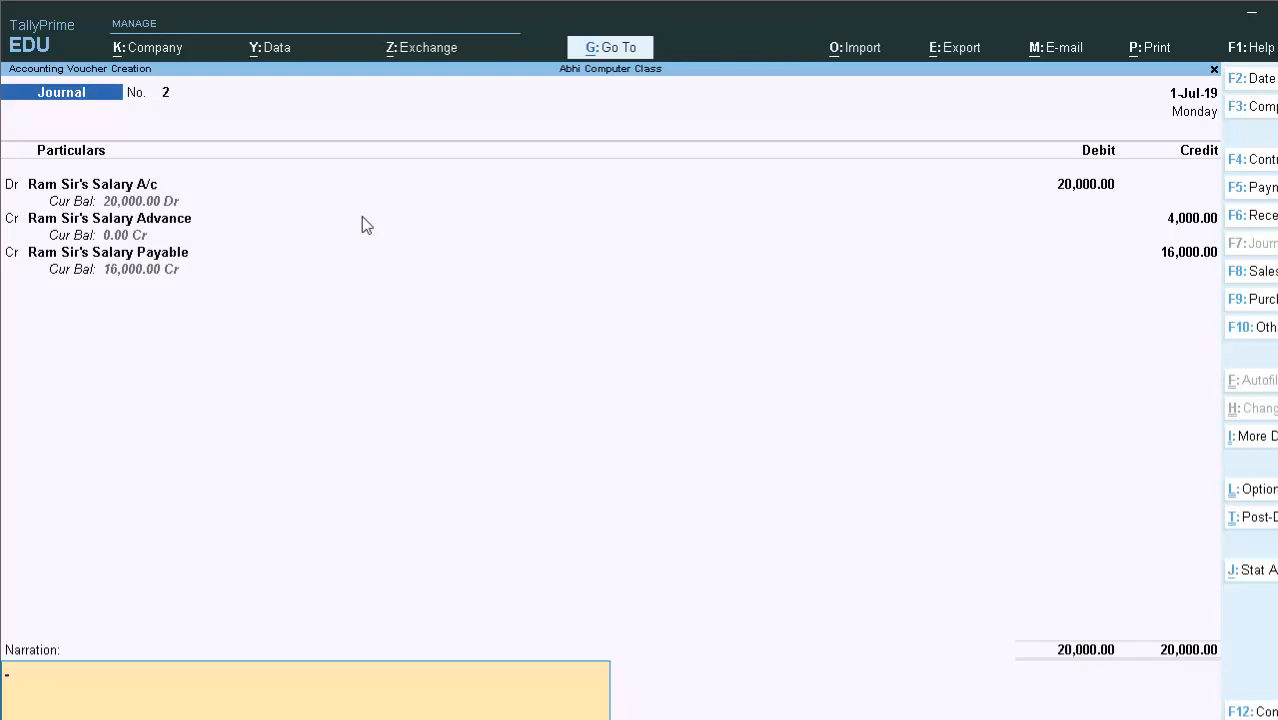 TallyPrime MANAGE
EDU K:Company Y:Data Z:Exchange G:Go To O:Import E:Export M:E-mail P:Print F1:Help
Accounting Voucher Creation Abhi Computer Class
Journal No. 2 1-Jul-19
Monday
Particulars Debit Credit
Dr Ram Sir's Salary A/c 20,000.00
Cur Bal: 20,000.00 Dr
Cr Ram Sir's Salary Advance 4,000.00
Cur Bal: 0.00 Cr
Cr Ram Sir's Salary Payable 16,000.00
Cur Bal: 16,000.00 Cr
Narration: 20,000.00 20,000.00
F2: Date
F3: Comp
F4: Contr
F5: Paym
F6: Rece
F7: Journ
F8: Sales
F9: Purch
F10: Oth
F: Autofil
H: Chang
I: More D
L: Option
T: Post-D
J: Stat A
F12: Con